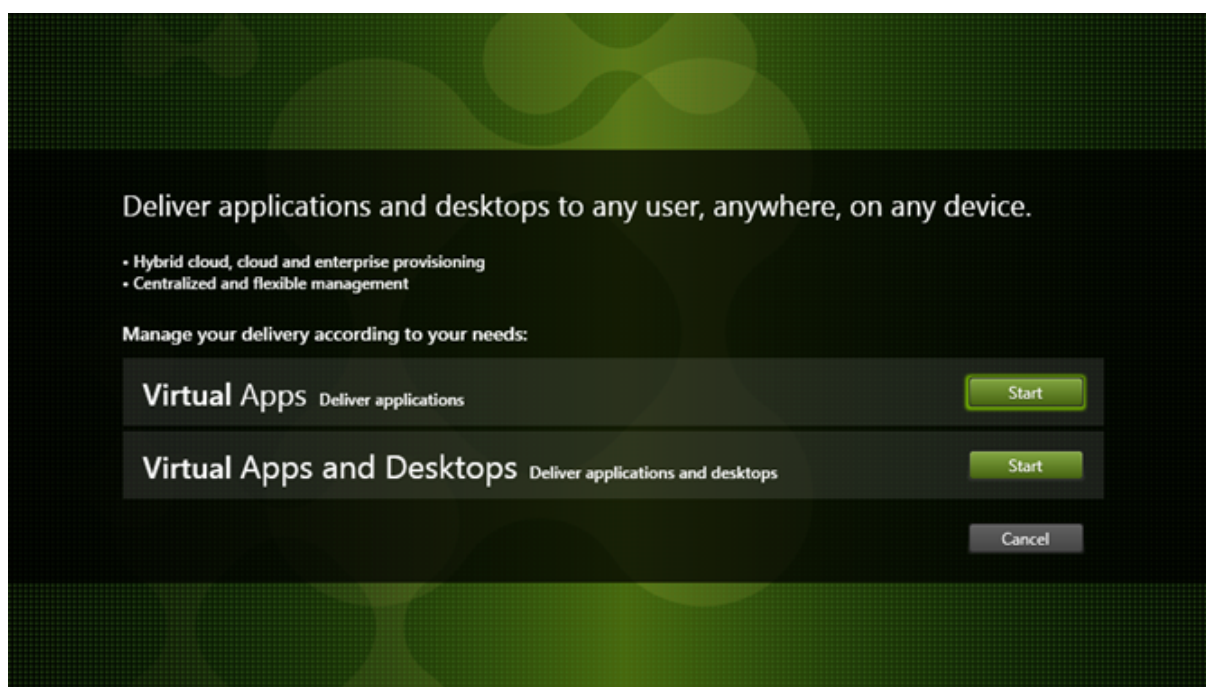 Deliver applications and desktops to any user, anywhere, on any device.
• Hybrid cloud, cloud and enterprise provisioning
• Centralized and flexible management
Manage your delivery according to your needs:
Virtual Apps Deliver applications Start
Virtual Apps and Desktops Deliver applications and desktops Start
Cancel